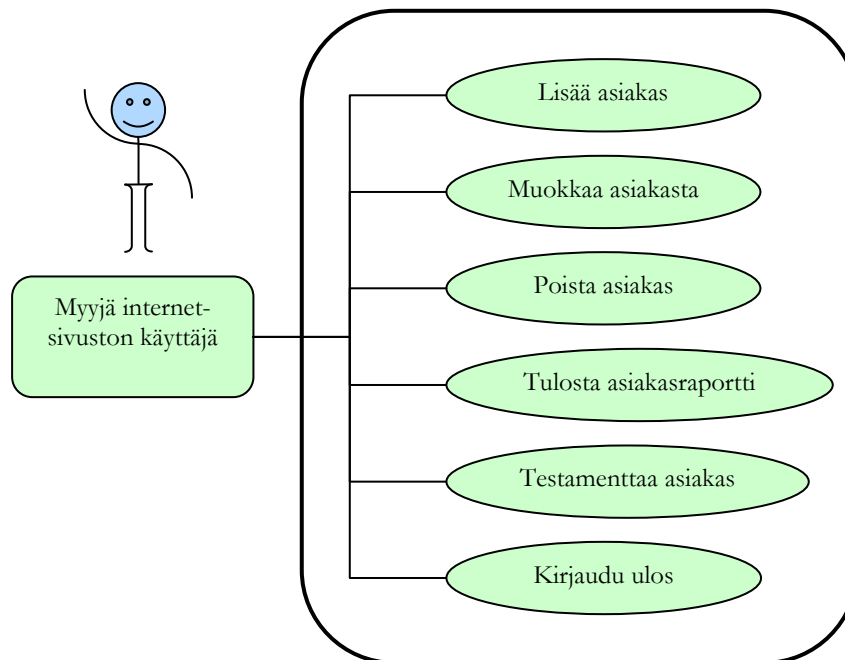 Lisää asiakas
Muokkaa asiakasta
Myyjä internet-
sivuston käyttäjä
Poista asiakas
Tulosta asiakasraportti
Testamenttaa asiakas
Kirjaudu ulos